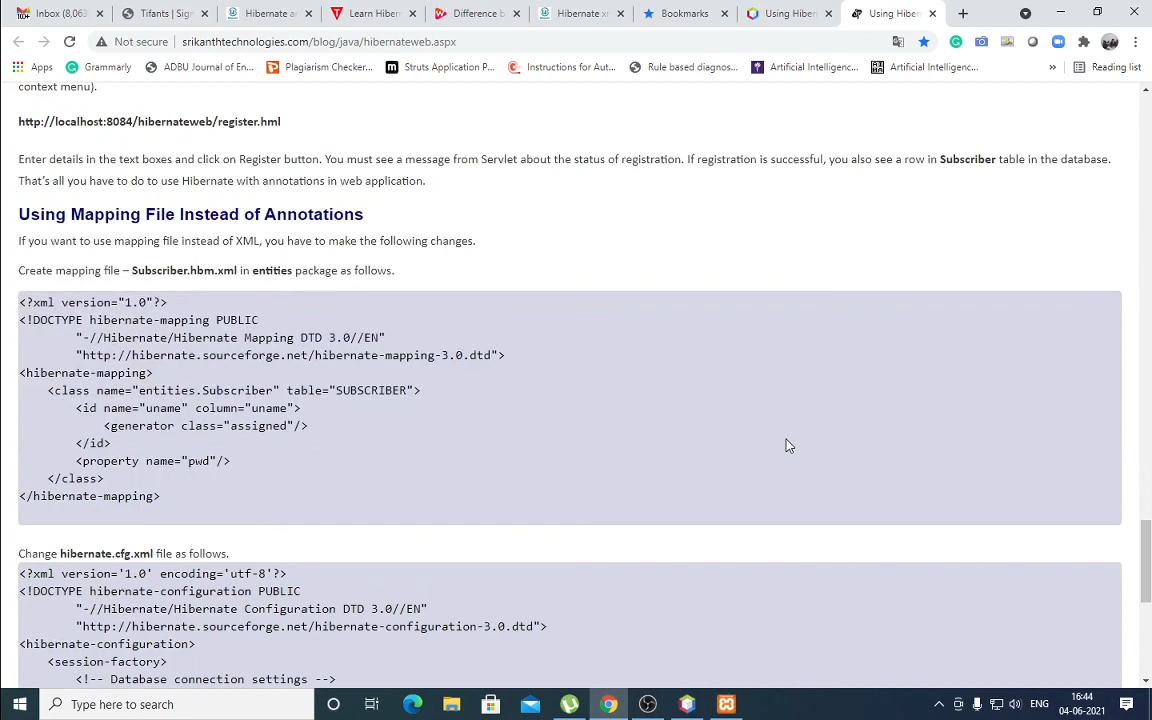 Inbox (8,063
Tifants | Sign
Hibernate a
Learn Hiber
Difference b
Hibernate x
Bookmarks
Using Hiber
Using Hiber
Not secure
srikanthtechnologies.com/blog/java/hibernateweb.aspx
Apps
Grammarly
ADBU Journal of En...
Plagiarism Checker...
Struts Application P...
Instructions for Aut...
Rule based diagnos...
Artificial Intelligenc...
Artificial Intelligenc...
»
Reading list
context menu).
http://localhost:8084/hibernateweb/register.hml
Enter details in the text boxes and click on Register button. You must see a message from Servlet about the status of registration. If registration is successful, you also see a row in Subscriber table in the database.
That's all you have to do to use Hibernate with annotations in web application.
Using Mapping File Instead of Annotations
If you want to use mapping file instead of XML, you have to make the following changes.
Create mapping file – Subscriber.hbm.xml in entities package as follows.
<?xml version="1.0"?>
<!DOCTYPE hibernate-mapping PUBLIC
"-//Hibernate/Hibernate Mapping DTD 3.0//EN"
"http://hibernate.sourceforge.net/hibernate-mapping-3.0.dtd">
<hibernate-mapping>
<class name="entities.Subscriber" table="SUBSCRIBER">
<id name="uname" column="uname">
<generator class="assigned"/>
</id>
<property name="pwd"/>
</class>
</hibernate-mapping>
Change hibernate.cfg.xml file as follows.
<?xml version='1.0' encoding='utf-8'?>
<!DOCTYPE hibernate-configuration PUBLIC
"-//Hibernate/Hibernate Configuration DTD 3.0//EN"
"http://hibernate.sourceforge.net/hibernate-configuration-3.0.dtd">
<hibernate-configuration>
<session-factory>
<!-- Database connection settings -->
Type here to search
ENG
16:44
04-06-2021